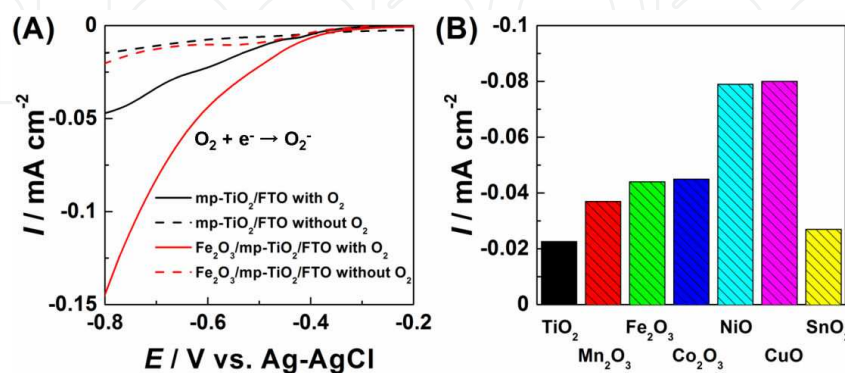 (A)
0
-0.05
-0.1
-0.15
I / mA cm⁻²
O₂ + e⁻ → O₂⁻
mp-TiO₂/FTO with O₂
mp-TiO₂/FTO without O₂
Fe₂O₃/mp-TiO₂/FTO with O₂
Fe₂O₃/mp-TiO₂/FTO without O₂
-0.8 -0.6 -0.4 -0.2
E / V vs. Ag-AgCl
(B)
-0.1
-0.08
-0.06
-0.04
-0.02
0
I / mA cm⁻²
TiO₂ Fe₂O₃ NiO SnO₂
Mn₂O₃ Co₂O₃ CuO